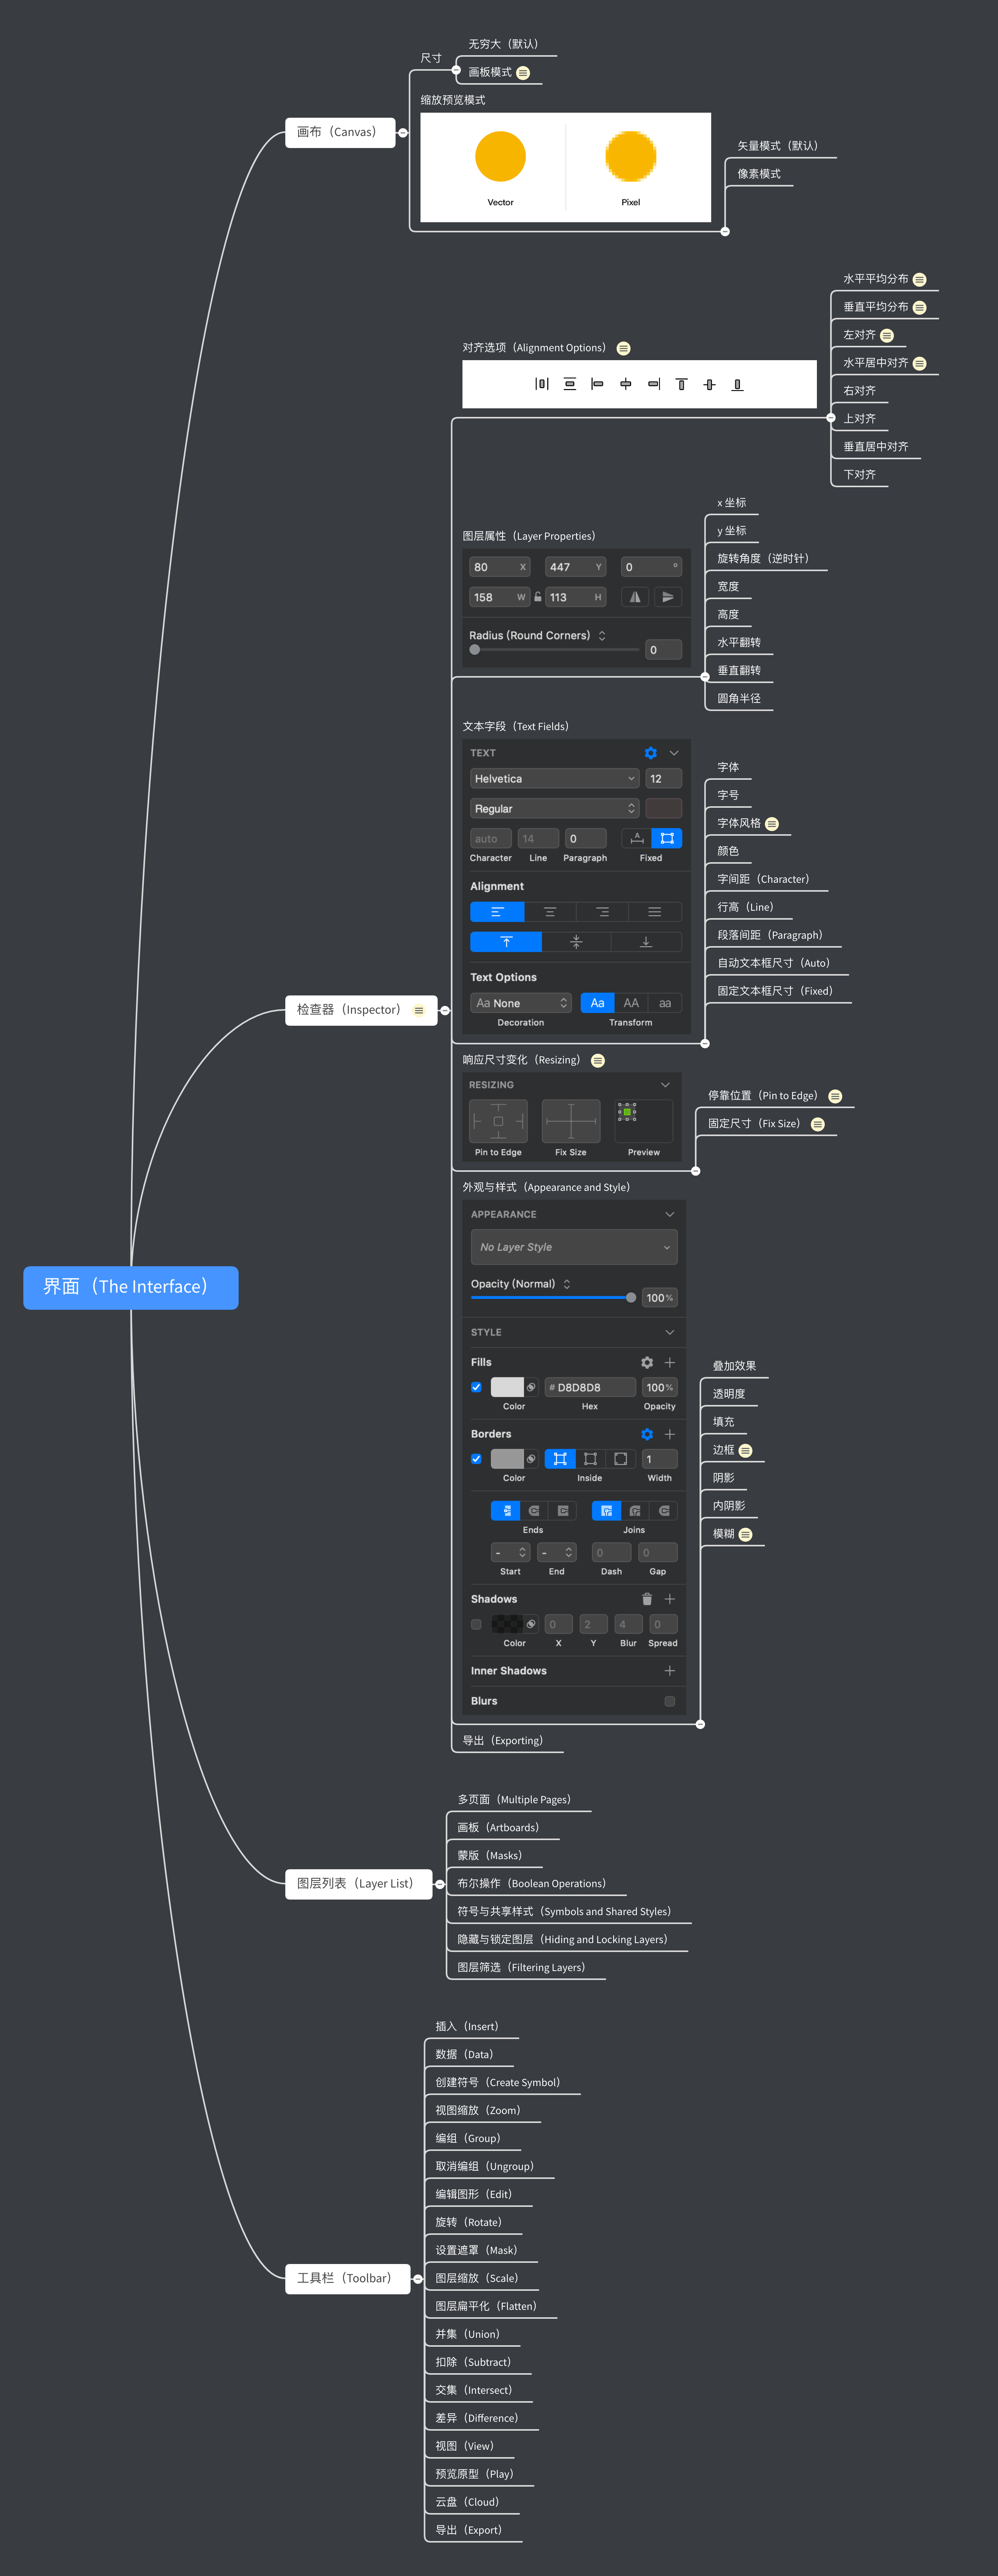 界面（The Interface）
画布（Canvas）
尺寸
无穷大（默认）
画板模式
缩放预览模式
Vector
Pixel
矢量模式（默认）
像素模式
检查器（Inspector）
对齐选项（Alignment Options）
水平平均分布
垂直平均分布
左对齐
水平居中对齐
右对齐
上对齐
垂直居中对齐
下对齐
图层属性（Layer Properties）
80 X 447 Y 0 °
158 W 113 H
Radius (Round Corners)
0
x 坐标
y 坐标
旋转角度（逆时针）
宽度
高度
水平翻转
垂直翻转
圆角半径
文本字段（Text Fields）
TEXT
Helvetica 12
Regular
auto 14 0 A
Character Line Paragraph Fixed
Alignment
Text Options
Aa None Aa AA aa
Decoration Transform
字体
字号
字体风格
颜色
字间距（Character）
行高（Line）
段落间距（Paragraph）
自动文本框尺寸（Auto）
固定文本框尺寸（Fixed）
响应尺寸变化（Resizing）
RESIZING
Pin to Edge Fix Size Preview
停靠位置（Pin to Edge）
固定尺寸（Fix Size）
外观与样式（Appearance and Style）
APPEARANCE
No Layer Style
Opacity (Normal)
100%
STYLE
Fills
# D8D8D8 100%
Color Hex Opacity
Borders
1
Color Inside Width
Ends Joins
- - 0 0
Start End Dash Gap
Shadows
0 2 4 0
Color X Y Blur Spread
Inner Shadows
Blurs
叠加效果
透明度
填充
边框
阴影
内阴影
模糊
导出（Exporting）
图层列表（Layer List）
多页面（Multiple Pages）
画板（Artboards）
蒙版（Masks）
布尔操作（Boolean Operations）
符号与共享样式（Symbols and Shared Styles）
隐藏与锁定图层（Hiding and Locking Layers）
图层筛选（Filtering Layers）
工具栏（Toolbar）
插入（Insert）
数据（Data）
创建符号（Create Symbol）
视图缩放（Zoom）
编组（Group）
取消编组（Ungroup）
编辑图形（Edit）
旋转（Rotate）
设置遮罩（Mask）
图层缩放（Scale）
图层扁平化（Flatten）
并集（Union）
扣除（Subtract）
交集（Intersect）
差异（Difference）
视图（View）
预览原型（Play）
云盘（Cloud）
导出（Export）